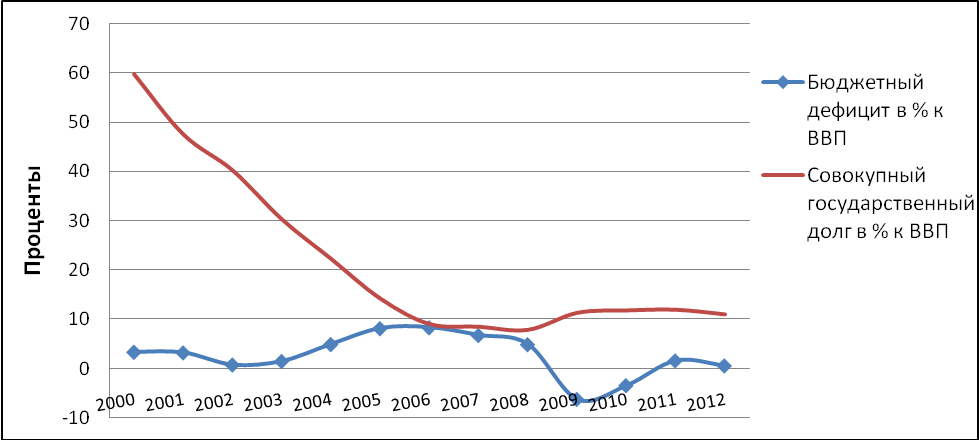 70
60
50
40
30
20
10
0
-10
Проценты
2000 2001 2002 2003 2004 2005 2006 2007 2008 2009 2010 2011 2012
Бюджетный
дефицит в % к
ВВП
Совокупный
государственный
долг в % к ВВП